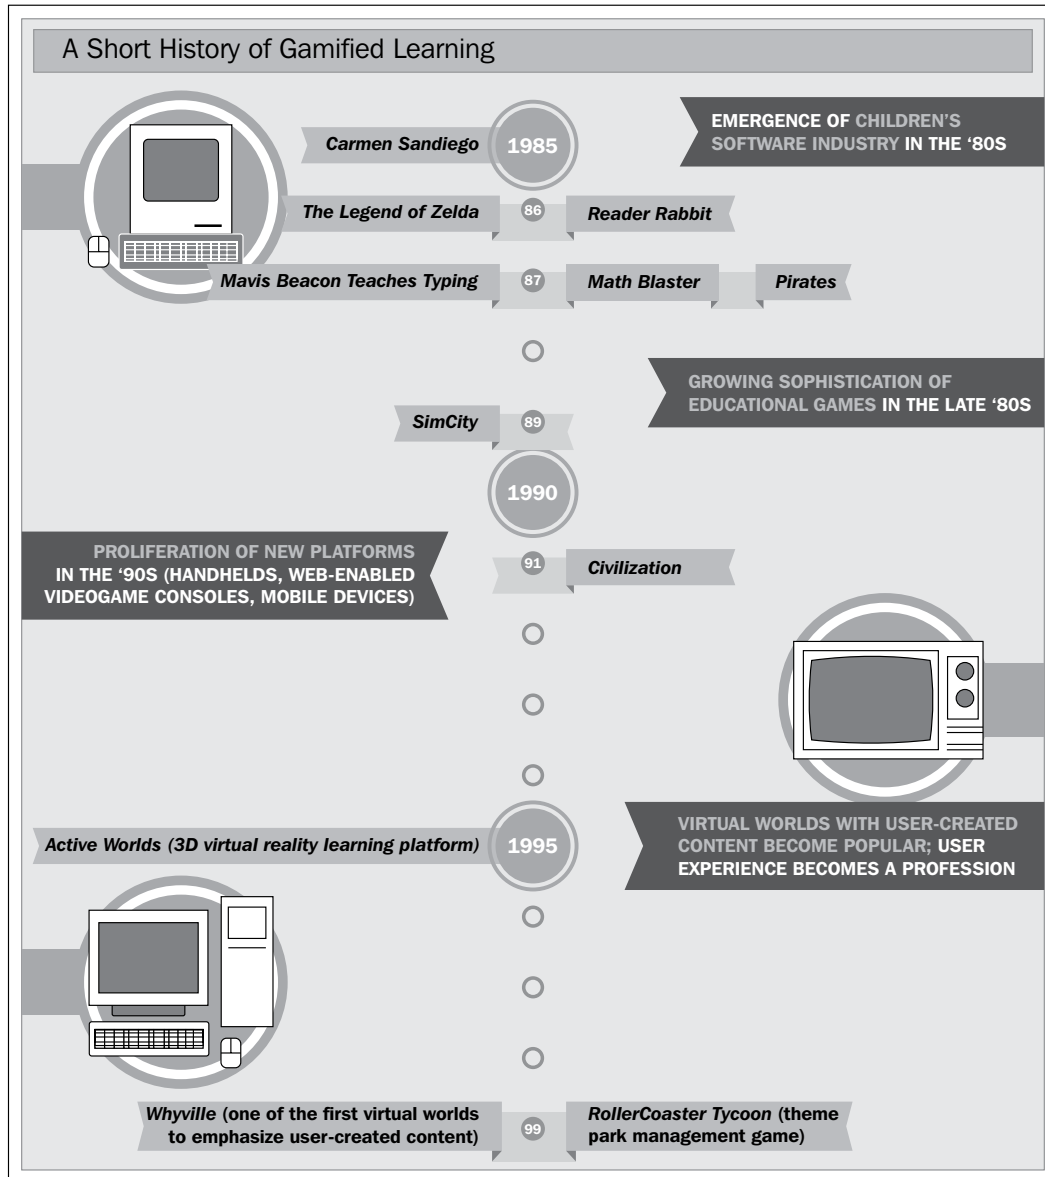 A Short History of Gamified Learning
Carmen Sandiego
1985
EMERGENCE OF CHILDREN’S
SOFTWARE INDUSTRY IN THE ‘80S
The Legend of Zelda
86
Reader Rabbit
Mavis Beacon Teaches Typing
87
Math Blaster
Pirates
GROWING SOPHISTICATION OF
EDUCATIONAL GAMES IN THE LATE ‘80S
SimCity
89
1990
PROLIFERATION OF NEW PLATFORMS
IN THE ‘90S (HANDHELDS, WEB-ENABLED
VIDEOGAME CONSOLES, MOBILE DEVICES)
91
Civilization
Active Worlds (3D virtual reality learning platform)
1995
VIRTUAL WORLDS WITH USER-CREATED
CONTENT BECOME POPULAR; USER
EXPERIENCE BECOMES A PROFESSION
Whyville (one of the first virtual worlds
to emphasize user-created content)
99
RollerCoaster Tycoon (theme
park management game)